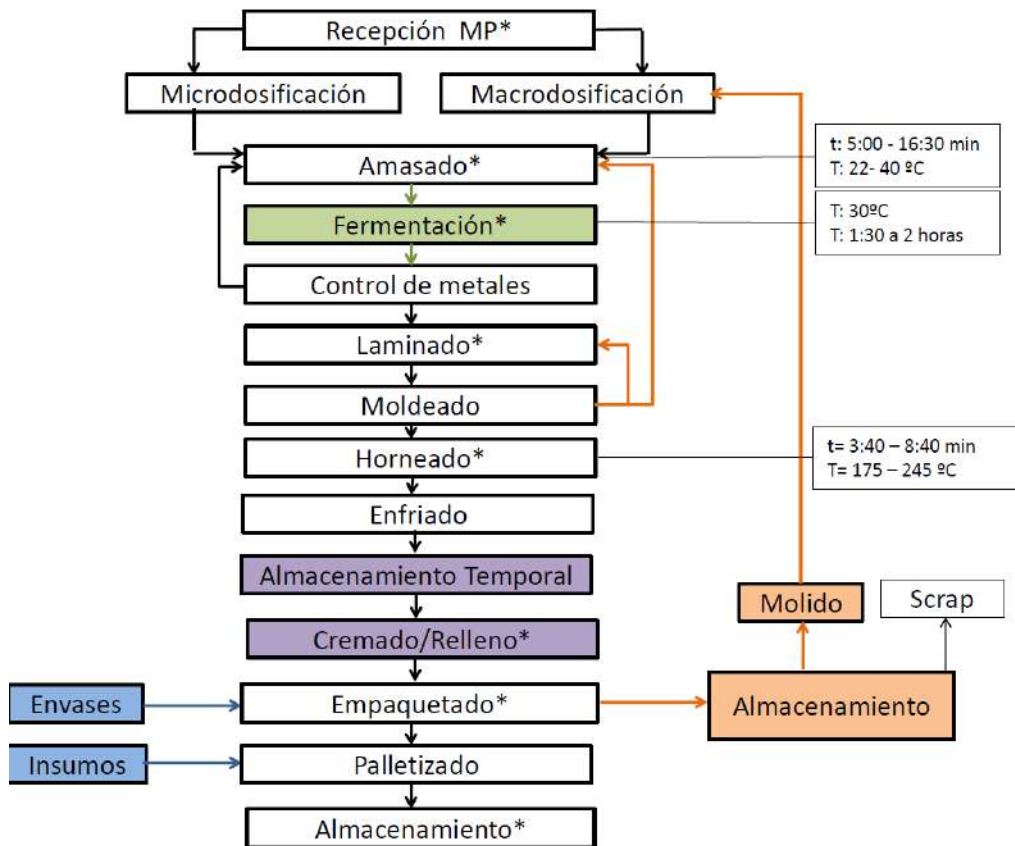 Recepción MP*
Microdosificación
Macrodosificación
Amasado*
t: 5:00 - 16:30 min
T: 22- 40 ºC
Fermentación*
T: 30ºC
T: 1:30 a 2 horas
Control de metales
Laminado*
Moldeado
Horneado*
t= 3:40 – 8:40 min
T= 175 – 245 ºC
Enfriado
Almacenamiento Temporal
Molido
Scrap
Cremado/Relleno*
Envases
Empaquetado*
Almacenamiento
Insumos
Palletizado
Almacenamiento*